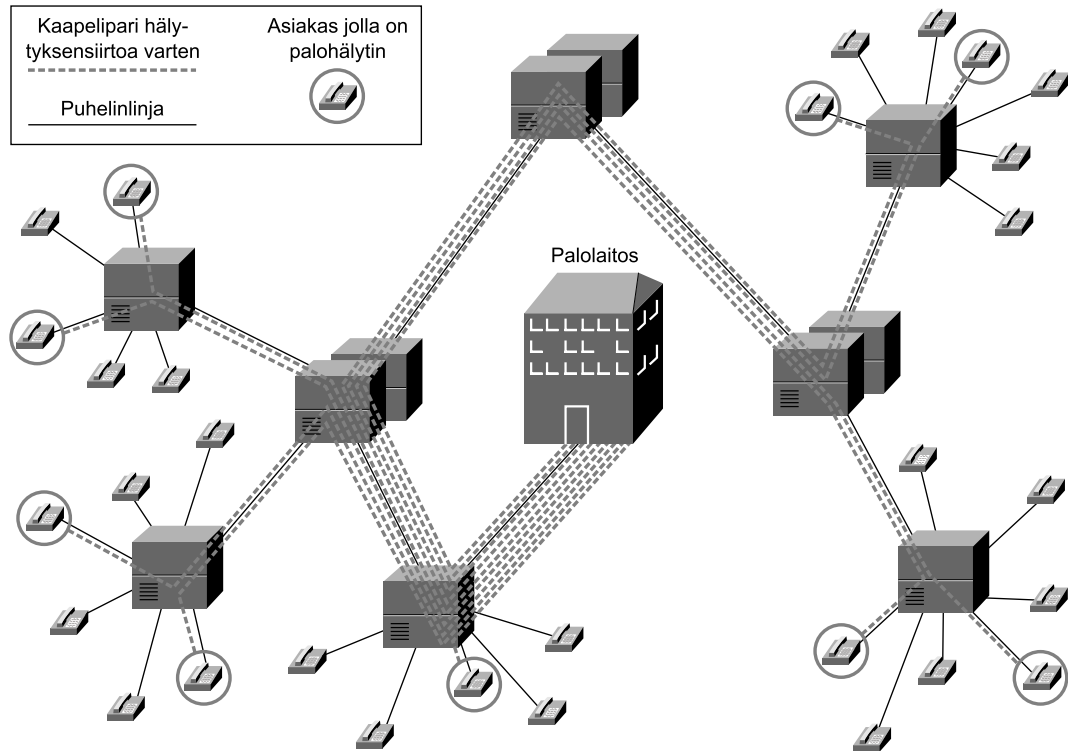 Kaapelipari häly-
tyksensiirtoa varten
Puhelinlinja
Asiakas jolla on
palohälytin
Palolaitos